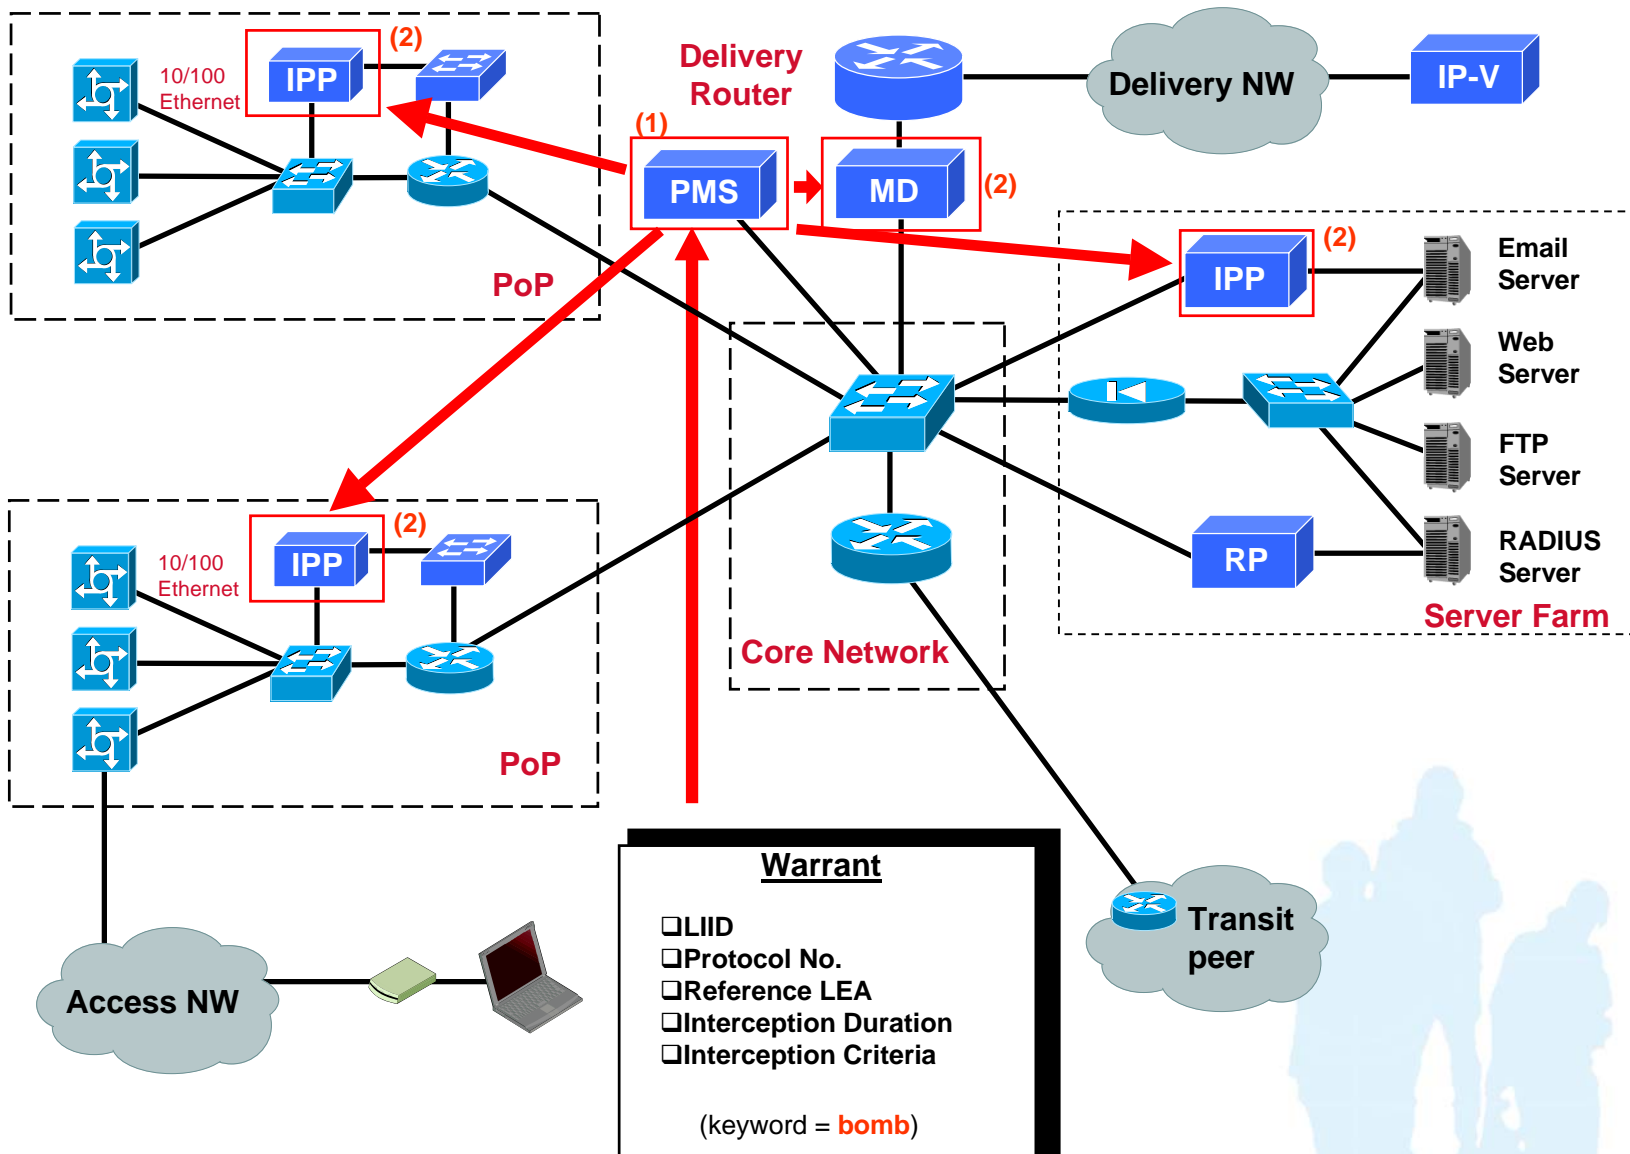 (2)
IPP
10/100
Ethernet
PoP
Delivery
Router
(1)
PMS
MD
(2)
Delivery NW
IP-V
(2)
IPP
Email
Server
Web
Server
FTP
Server
RADIUS
Server
RP
Server Farm
Core Network
(2)
IPP
10/100
Ethernet
PoP
Access NW
Warrant
❑LIID
❑Protocol No.
❑Reference LEA
❑Interception Duration
❑Interception Criteria
(keyword = bomb)
Transit
peer